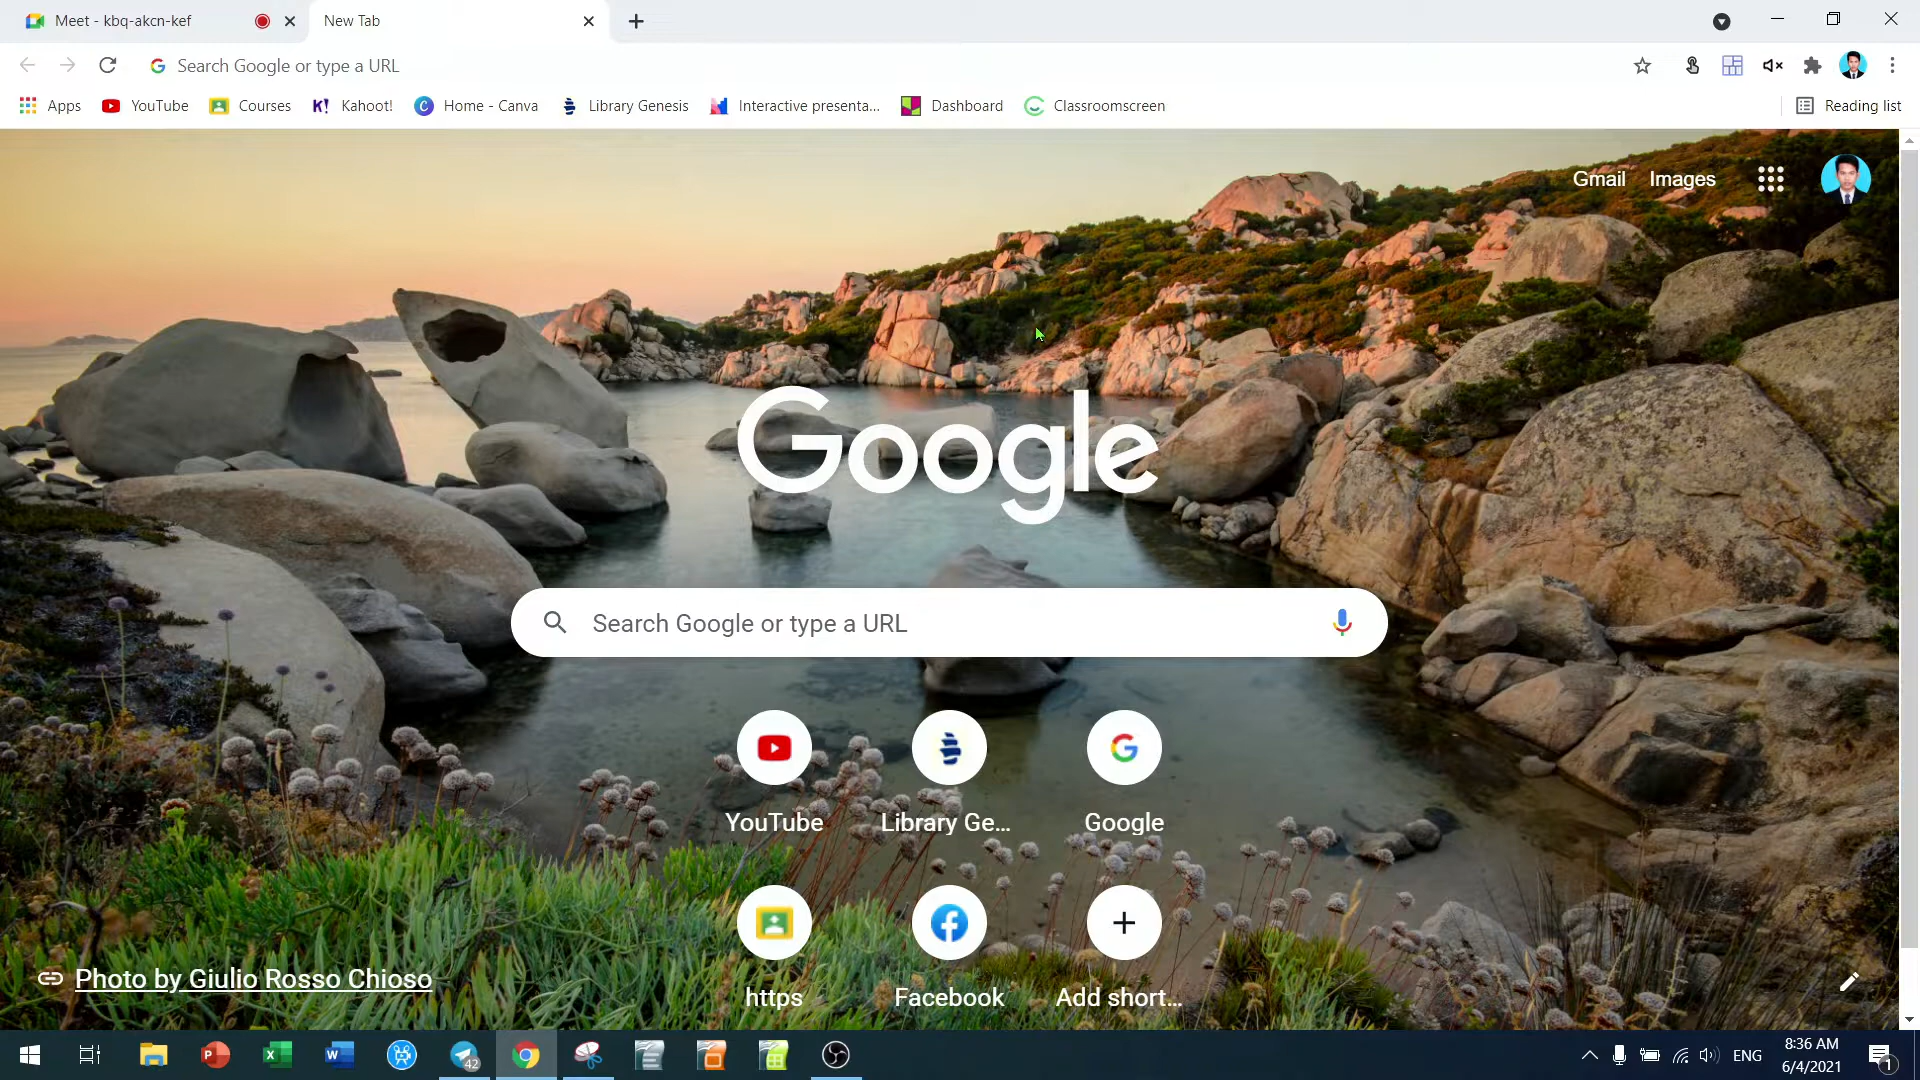 Meet - kbq-akcn-kef
New Tab
Search Google or type a URL
Apps
YouTube
Courses
K! Kahoot!
Home - Canva
Library Genesis
Interactive presenta...
Dashboard
Classroomscreen
Reading list
Gmail
Images
Google
Search Google or type a URL
YouTube
Library Ge...
Google
https
Facebook
Add short...
Photo by Giulio Rosso Chioso
42
ENG
8:36 AM
6/4/2021
1